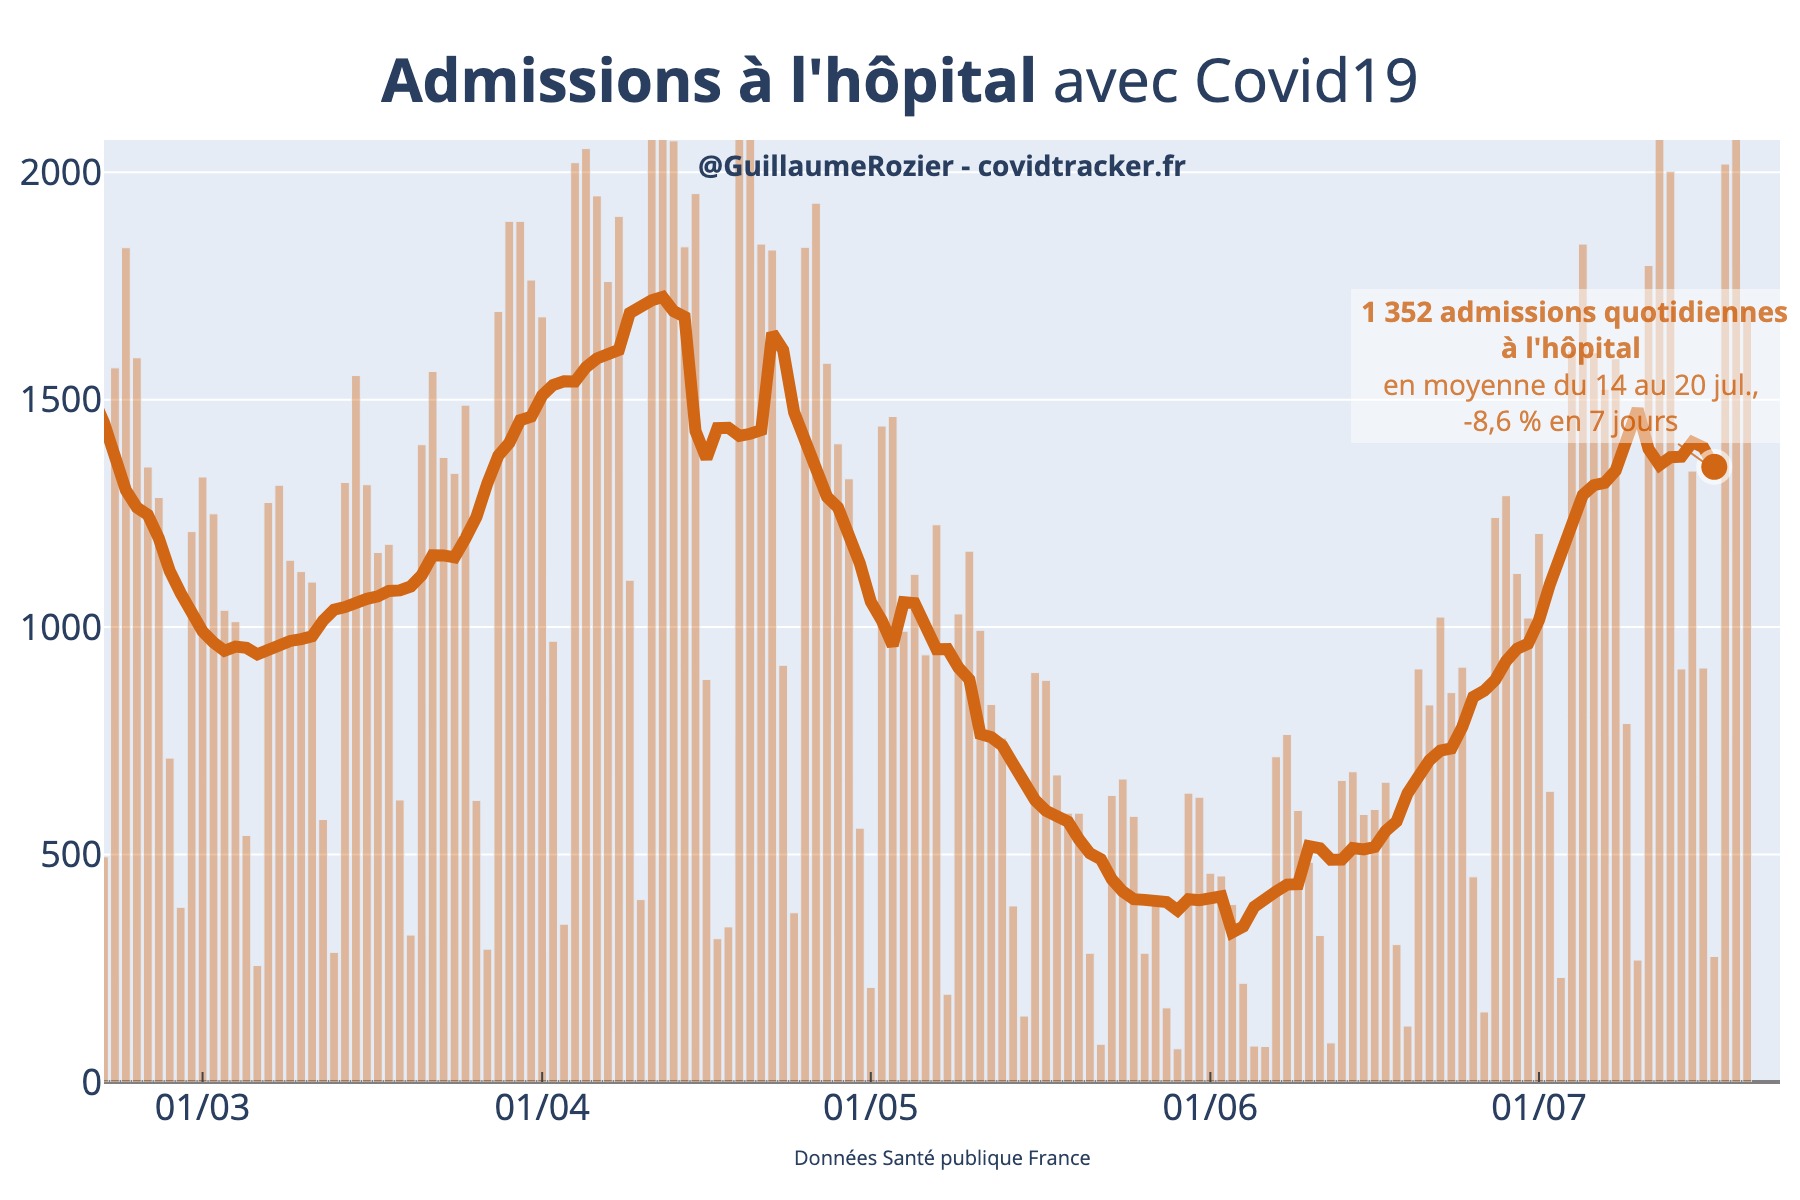 Admissions à l'hôpital avec Covid19
@GuillaumeRozier - covidtracker.fr
2000
1500
1000
500
0
1 352 admissions quotidiennes
à l'hôpital
en moyenne du 14 au 20 jul.,
-8,6 % en 7 jours
01/03 01/04 01/05 01/06 01/07
Données Santé publique France